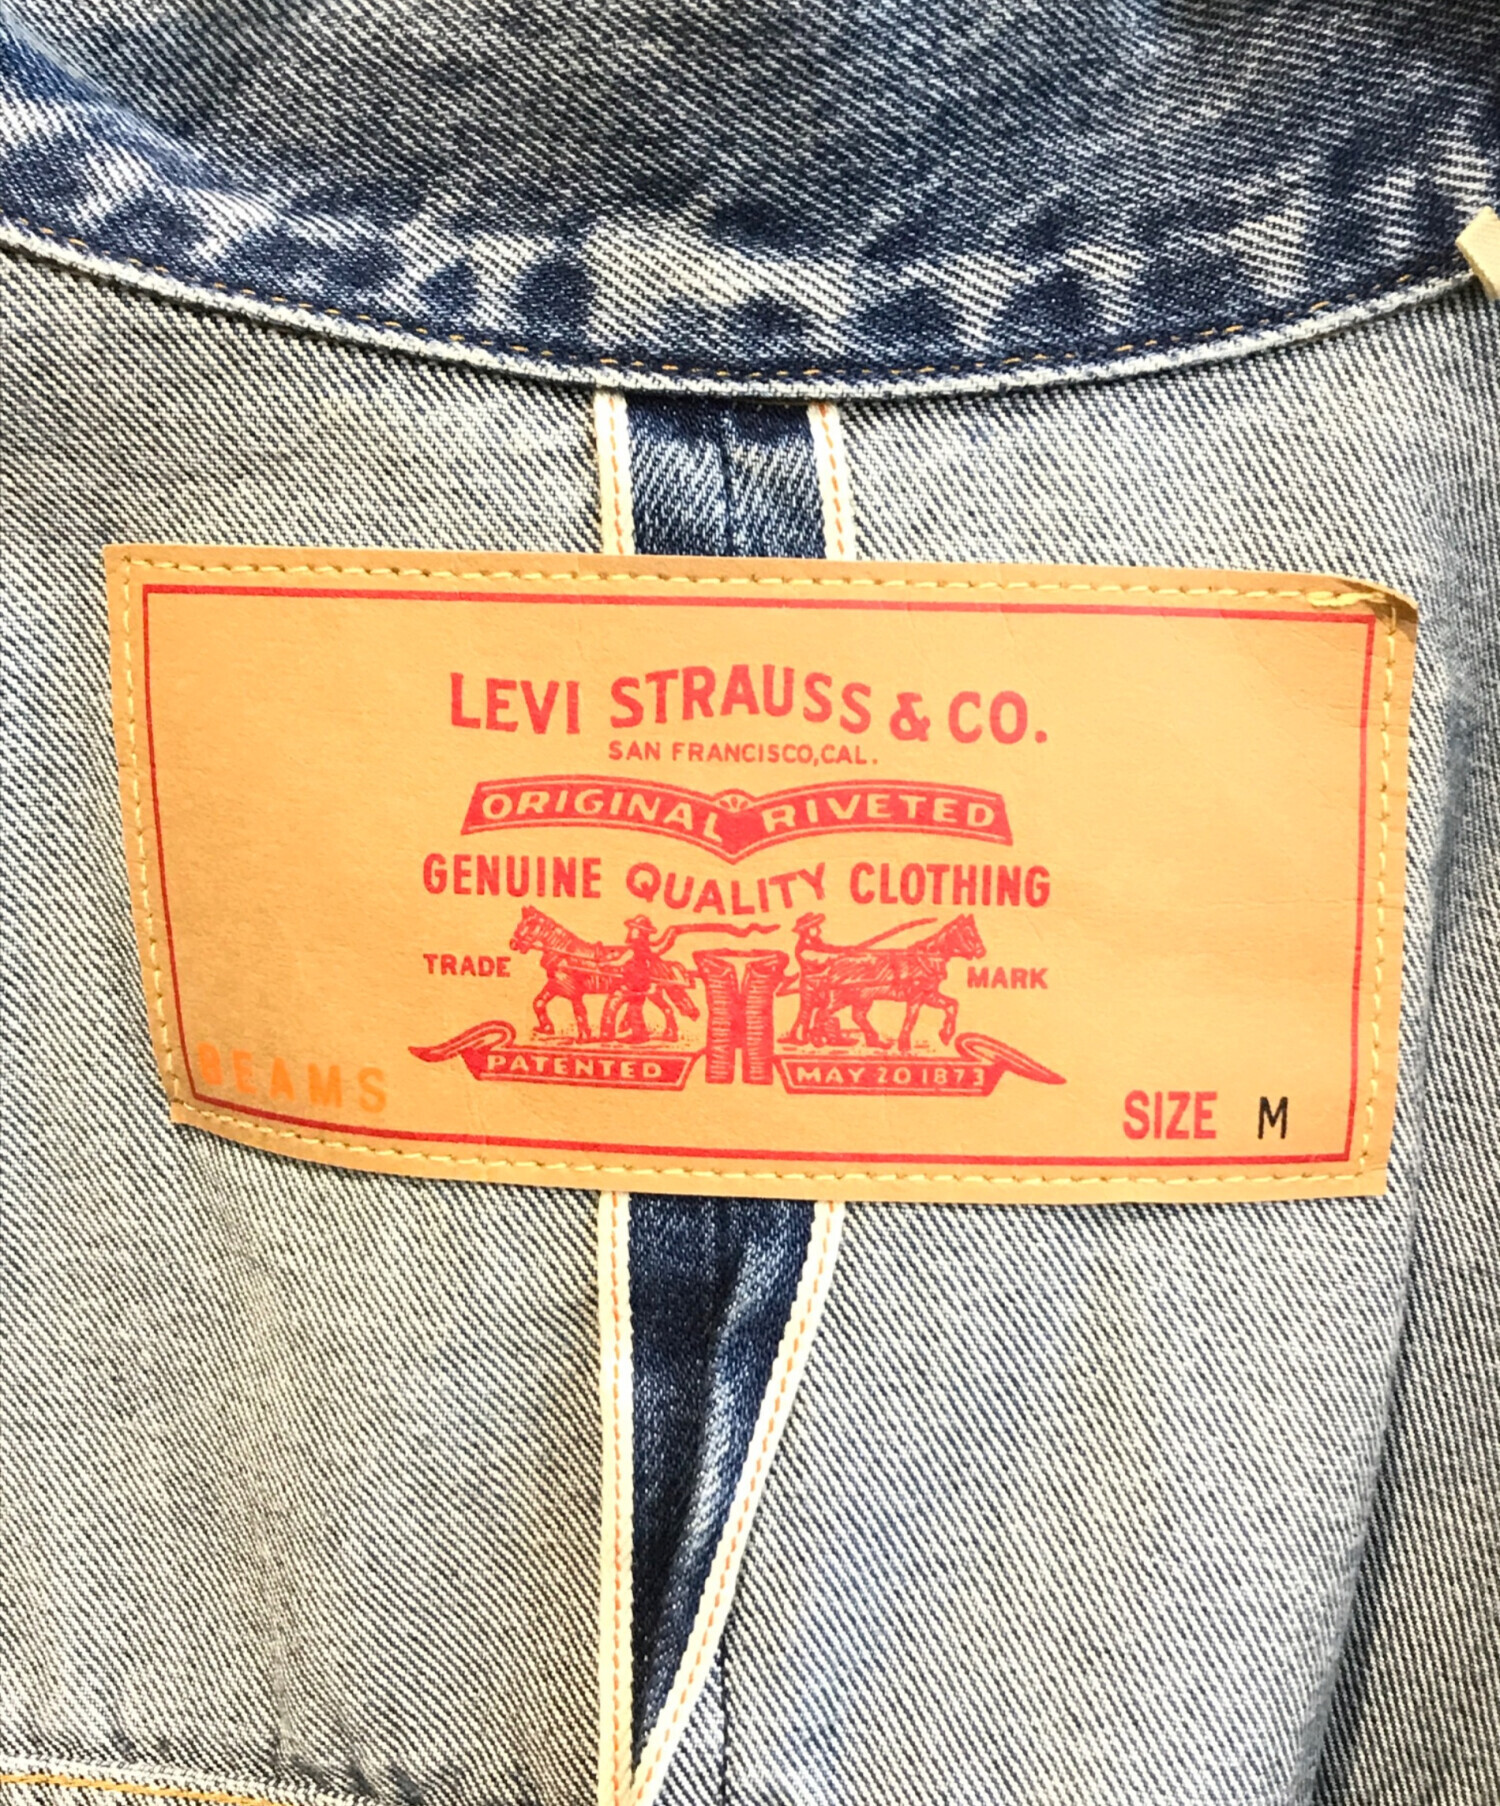 LEVI STRAUSS & CO.
SAN FRANCISCO, CAL.
ORIGINAL RIVETED
GENUINE QUALITY CLOTHING
TRADE MARK
PATENTED MAY 20 1873
BEAMS
SIZE M